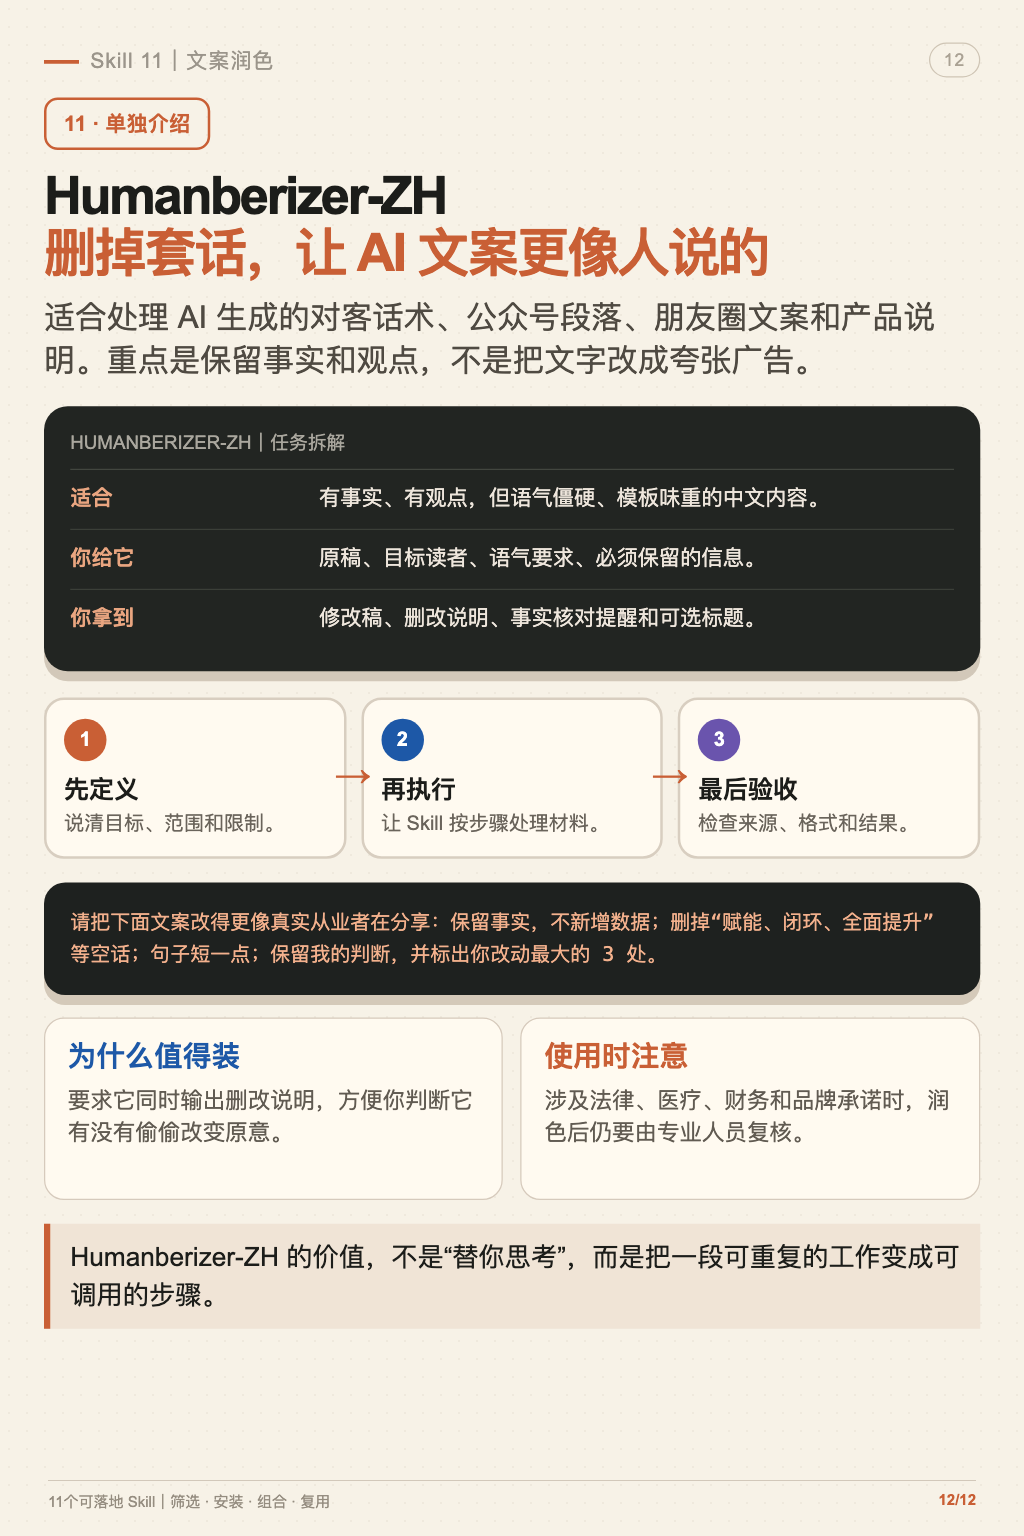 Skill 11｜文案润色
12
11 · 单独介绍
Humanberizer-ZH
删掉套话，让 AI 文案更像人说的
适合处理 AI 生成的对客话术、公众号段落、朋友圈文案和产品说
明。重点是保留事实和观点，不是把文字改成夸张广告。
HUMANBERIZER-ZH｜任务拆解
适合 有事实、有观点，但语气僵硬、模板味重的中文内容。
你给它 原稿、目标读者、语气要求、必须保留的信息。
你拿到 修改稿、删改说明、事实核对提醒和可选标题。
1
先定义
说清目标、范围和限制。
→
2
再执行
让 Skill 按步骤处理材料。
→
3
最后验收
检查来源、格式和结果。
请把下面文案改得更像真实从业者在分享：保留事实，不新增数据；删掉“赋能、闭环、全面提升”
等空话；句子短一点；保留我的判断，并标出你改动最大的 3 处。
为什么值得装
要求它同时输出删改说明，方便你判断它
有没有偷偷改变原意。
使用时注意
涉及法律、医疗、财务和品牌承诺时，润
色后仍要由专业人员复核。
Humanberizer-ZH 的价值，不是“替你思考”，而是把一段可重复的工作变成可
调用的步骤。
11个可落地 Skill｜筛选 · 安装 · 组合 · 复用
12/12